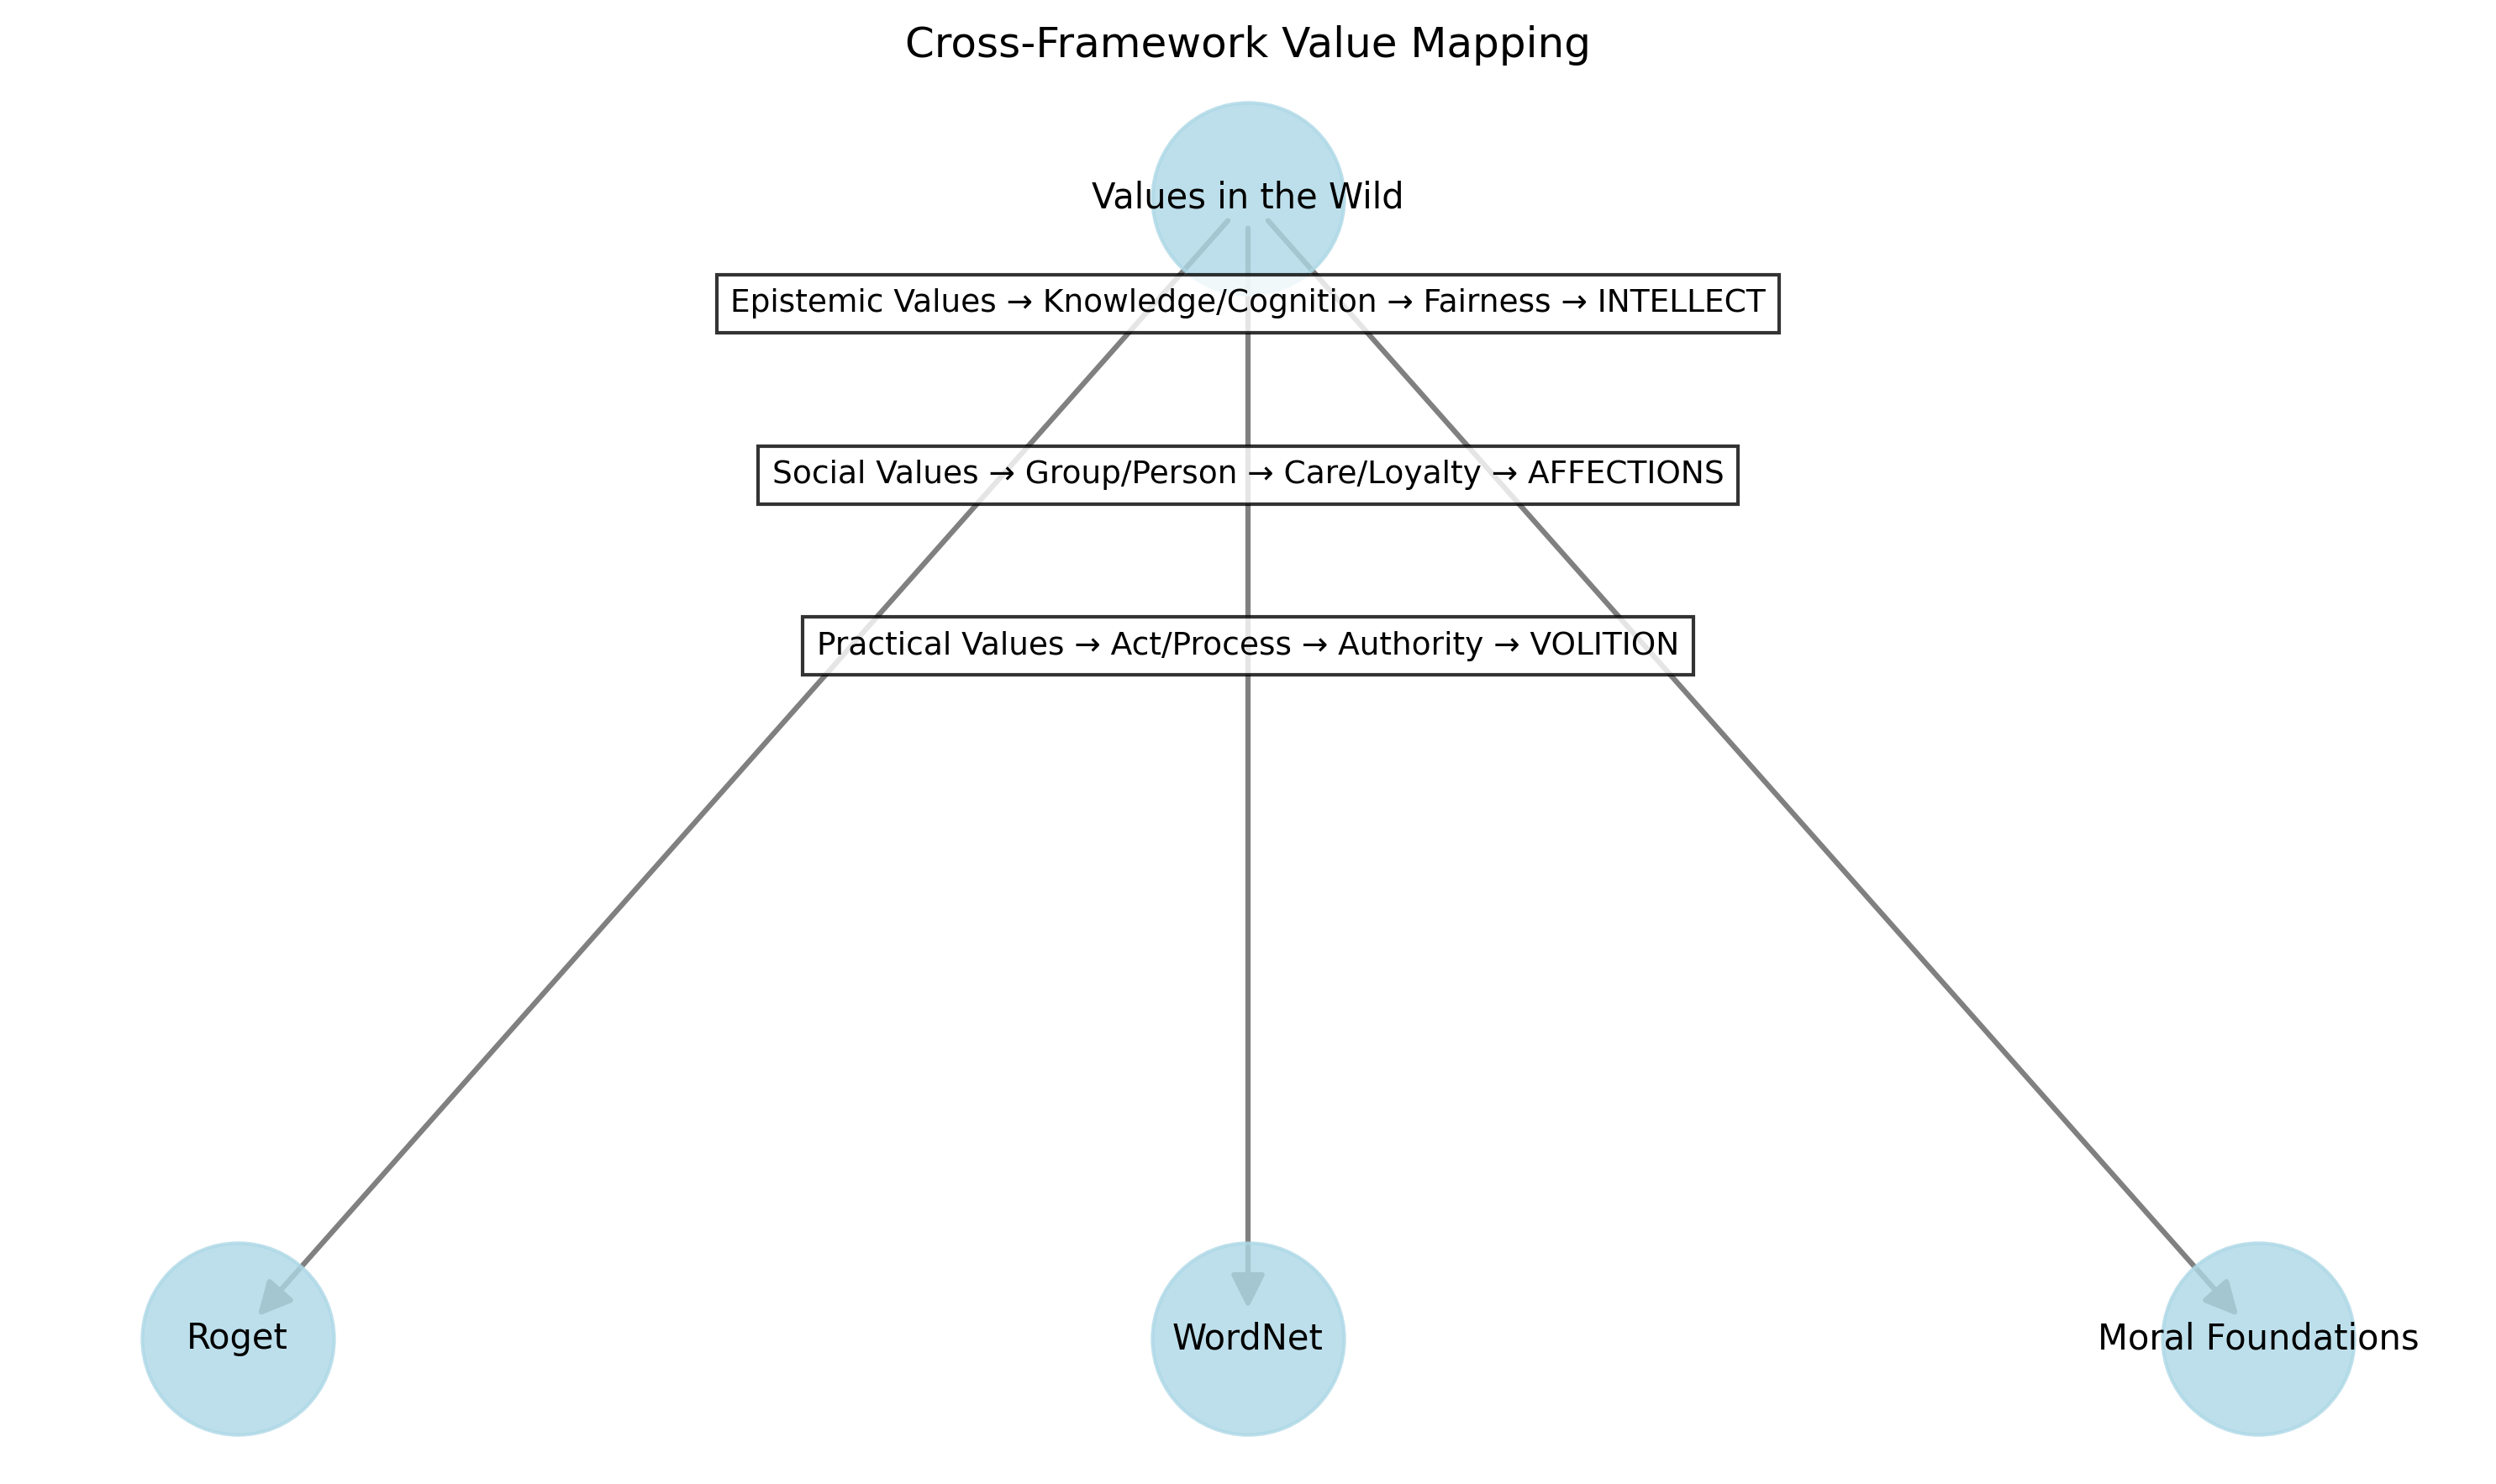 Cross-Framework Value Mapping
Values in the Wild
Epistemic Values → Knowledge/Cognition → Fairness → INTELLECT
Social Values → Group/Person → Care/Loyalty → AFFECTIONS
Practical Values → Act/Process → Authority → VOLITION
Roget
WordNet
Moral Foundations